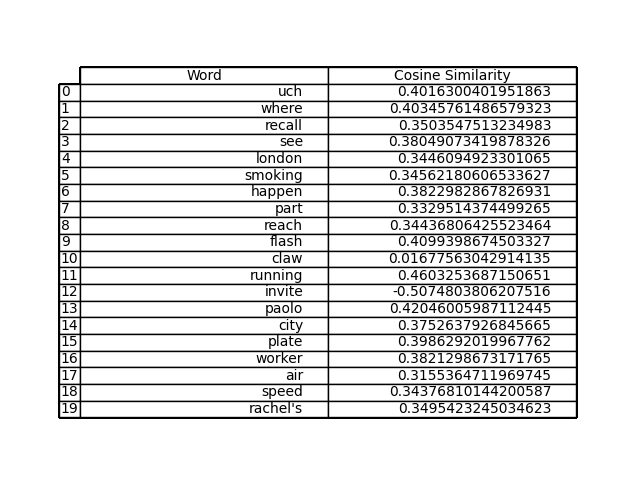 Word Cosine Similarity
0 uch 0.4016300401951863
1 where 0.40345761486579323
2 recall 0.3503547513234983
3 see 0.38049073419878326
4 london 0.3446094923301065
5 smoking 0.34562180606533627
6 happen 0.3822982867826931
7 part 0.3329514374499265
8 reach 0.34436806425523464
9 flash 0.4099398674503327
10 claw 0.01677563042914135
11 running 0.4603253687150651
12 invite -0.5074803806207516
13 paolo 0.42046005987112445
14 city 0.3752637926845665
15 plate 0.3986292019967762
16 worker 0.3821298673171765
17 air 0.3155364711969745
18 speed 0.34376810144200587
19 rachel's 0.3495423245034623